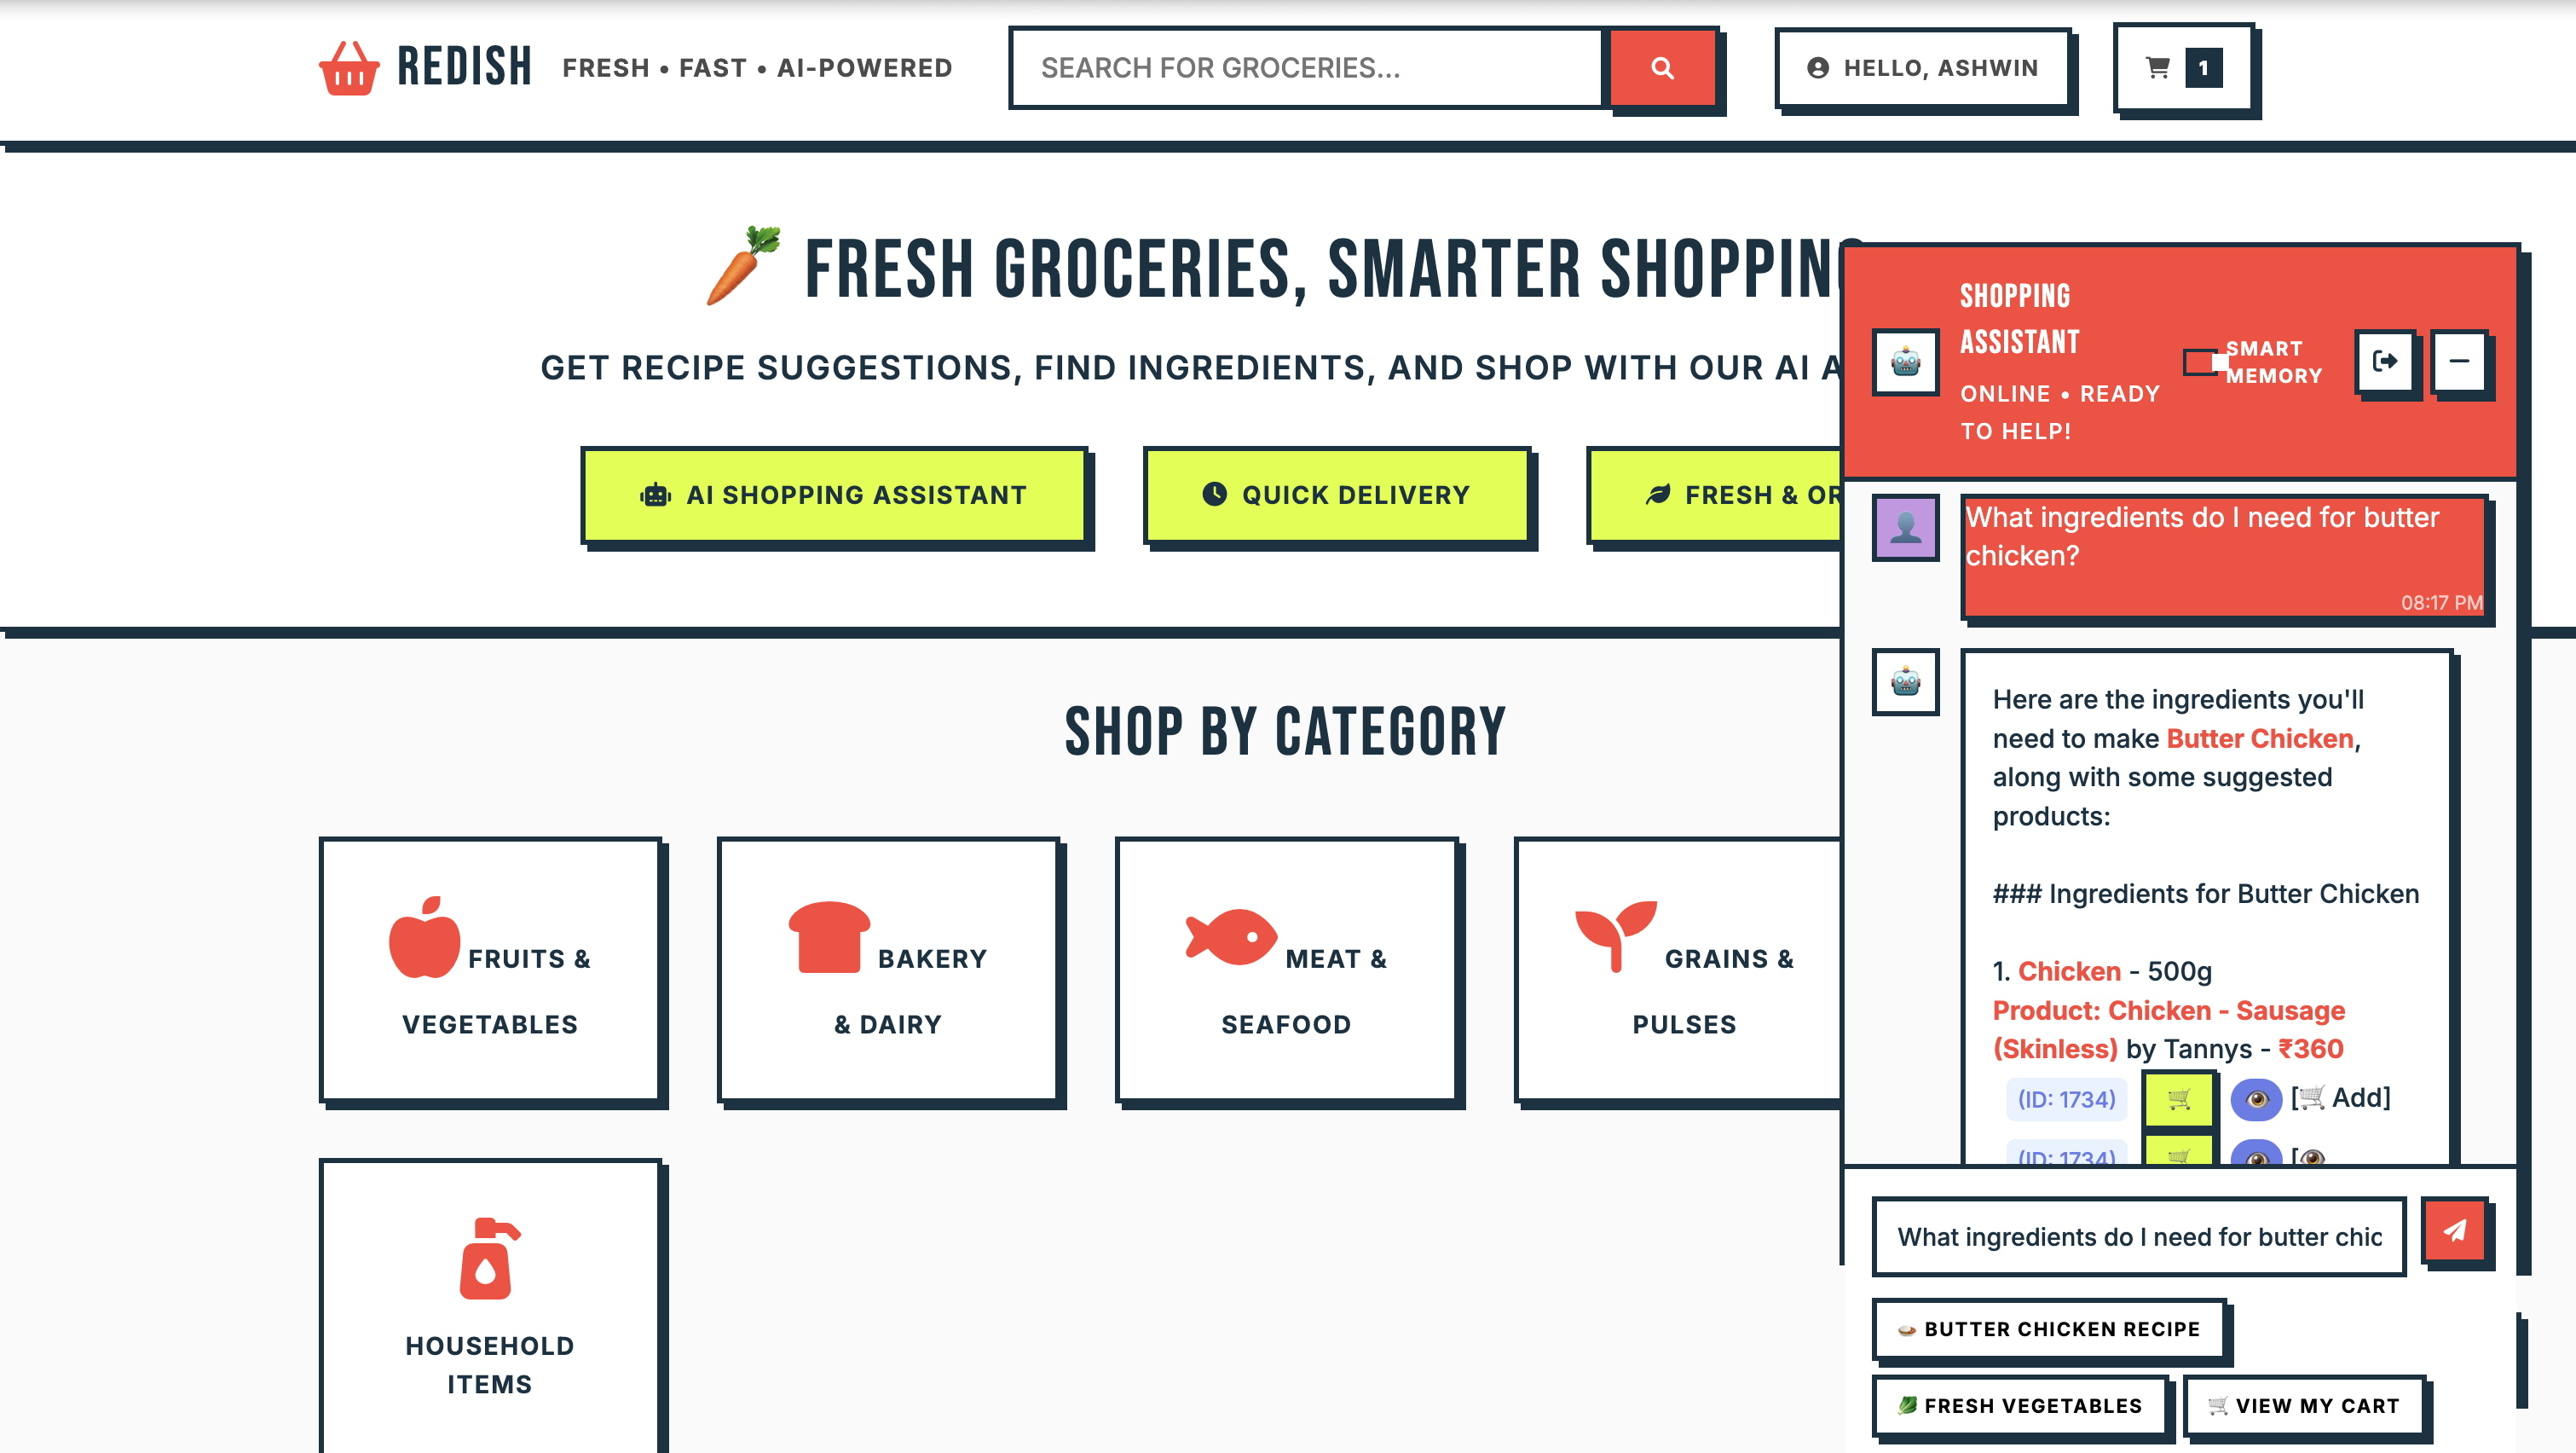 REDISH
FRESH • FAST • AI-POWERED
SEARCH FOR GROCERIES...
HELLO, ASHWIN
1
🥕 FRESH GROCERIES, SMARTER SHOPPING
GET RECIPE SUGGESTIONS, FIND INGREDIENTS, AND SHOP WITH OUR AI A
AI SHOPPING ASSISTANT
QUICK DELIVERY
FRESH & OR
SHOP BY CATEGORY
FRUITS &
VEGETABLES
BAKERY
& DAIRY
MEAT &
SEAFOOD
GRAINS &
PULSES
HOUSEHOLD
ITEMS
SHOPPING
ASSISTANT
ONLINE • READY
TO HELP!
SMART
MEMORY
What ingredients do I need for butter
chicken?
08:17 PM
Here are the ingredients you'll
need to make Butter Chicken,
along with some suggested
products:
### Ingredients for Butter Chicken
1. Chicken - 500g
Product: Chicken - Sausage
(Skinless) by Tannys - ₹360
(ID: 1734) 🛒 👁️ [🛒 Add]
(ID: 1734) 🛒 👁️ [👁️
What ingredients do I need for butter chic
BUTTER CHICKEN RECIPE
🥬 FRESH VEGETABLES
🛒 VIEW MY CART